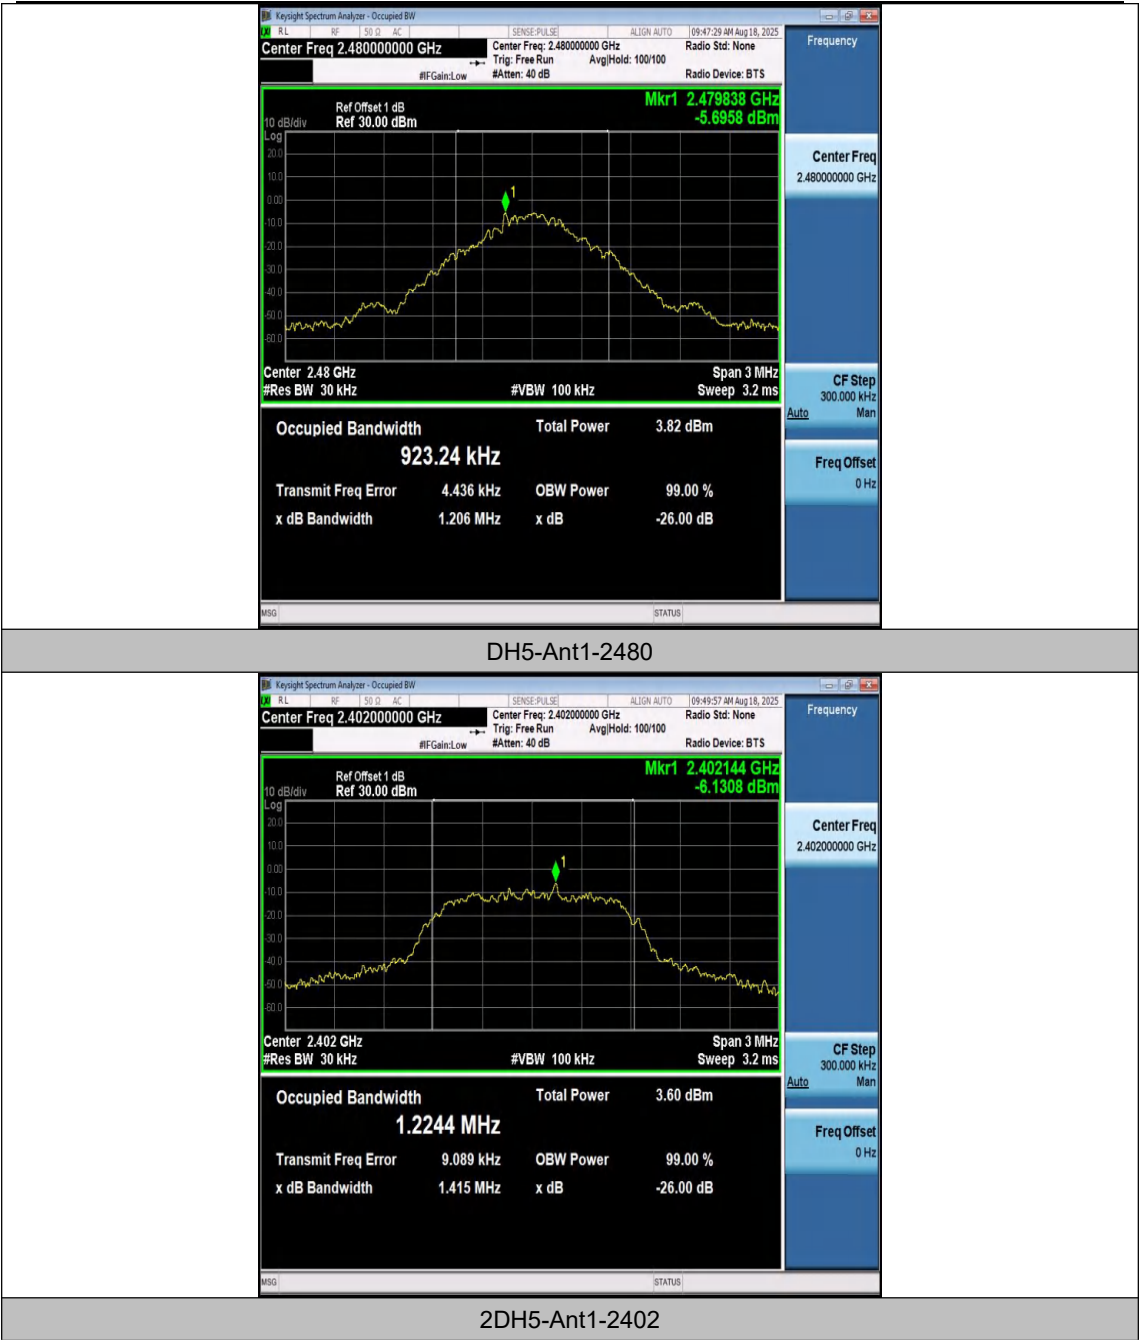 Keysight Spectrum Analyzer - Occupied BW
RL RF 50 Ω AC SENSE:PULSE ALIGN AUTO 09:47:29 AM Aug 18, 2025
Center Freq 2.480000000 GHz
Center Freq: 2.480000000 GHz
Radio Std: None
Trig: Free Run Avg|Hold: 100/100
#IFGain:Low #Atten: 40 dB Radio Device: BTS
Frequency
Mkr1 2.479838 GHz
-5.6958 dBm
Ref Offset 1 dB
10 dB/div Ref 30.00 dBm
Log
20.0
10.0
0.00
-10.0
-20.0
-30.0
-40.0
-50.0
-60.0
1
Center Freq
2.480000000 GHz
Center 2.48 GHz Span 3 MHz
#Res BW 30 kHz #VBW 100 kHz Sweep 3.2 ms
CF Step
300.000 kHz
Auto Man
Occupied Bandwidth Total Power 3.82 dBm
923.24 kHz
Transmit Freq Error 4.436 kHz OBW Power 99.00 %
x dB Bandwidth 1.206 MHz x dB -26.00 dB
Freq Offset
0 Hz
MSG STATUS
DH5-Ant1-2480
Keysight Spectrum Analyzer - Occupied BW
RL RF 50 Ω AC SENSE:PULSE ALIGN AUTO 09:49:57 AM Aug 18, 2025
Center Freq 2.402000000 GHz
Center Freq: 2.402000000 GHz
Radio Std: None
Trig: Free Run Avg|Hold: 100/100
#IFGain:Low #Atten: 40 dB Radio Device: BTS
Frequency
Mkr1 2.402144 GHz
-6.1308 dBm
Ref Offset 1 dB
10 dB/div Ref 30.00 dBm
Log
20.0
10.0
0.00
-10.0
-20.0
-30.0
-40.0
-50.0
-60.0
1
Center Freq
2.402000000 GHz
Center 2.402 GHz Span 3 MHz
#Res BW 30 kHz #VBW 100 kHz Sweep 3.2 ms
CF Step
300.000 kHz
Auto Man
Occupied Bandwidth Total Power 3.60 dBm
1.2244 MHz
Transmit Freq Error 9.089 kHz OBW Power 99.00 %
x dB Bandwidth 1.415 MHz x dB -26.00 dB
Freq Offset
0 Hz
MSG STATUS
2DH5-Ant1-2402